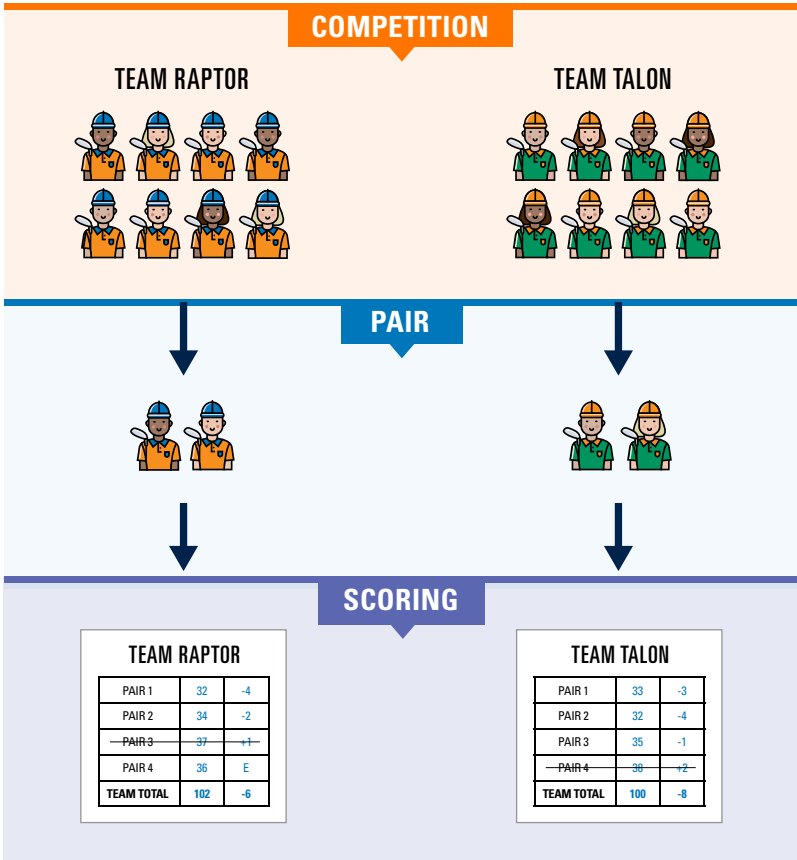 COMPETITION
TEAM RAPTOR
TEAM TALON
PAIR
SCORING
TEAM RAPTOR
PAIR 1 32 -4
PAIR 2 34 -2
PAIR 3 37 +1
PAIR 4 36 E
TEAM TOTAL 102 -6
TEAM TALON
PAIR 1 33 -3
PAIR 2 32 -4
PAIR 3 35 -1
PAIR 4 38 +2
TEAM TOTAL 100 -8